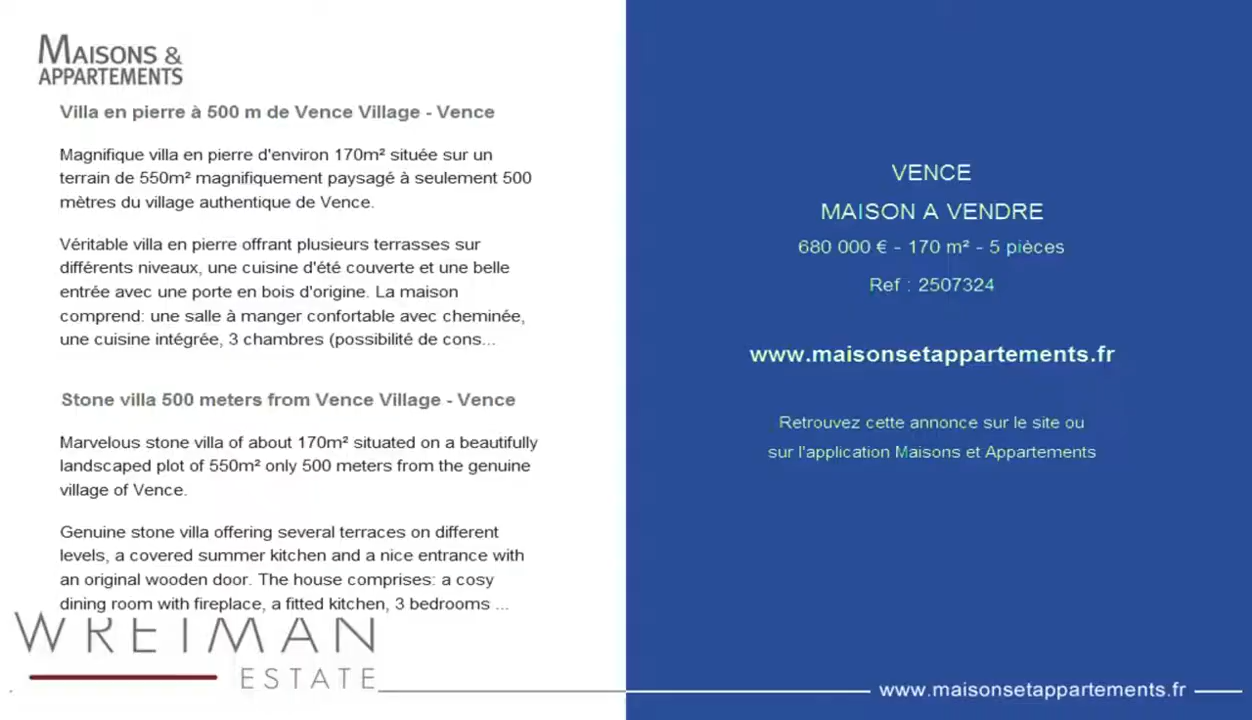 MAISONS &
APPARTEMENTS
Villa en pierre à 500 m de Vence Village - Vence
Magnifique villa en pierre d'environ 170m² située sur un
terrain de 550m² magnifiquement paysagé à seulement 500
mètres du village authentique de Vence.
Véritable villa en pierre offrant plusieurs terrasses sur
différents niveaux, une cuisine d'été couverte et une belle
entrée avec une porte en bois d'origine. La maison
comprend: une salle à manger confortable avec cheminée,
une cuisine intégrée, 3 chambres (possibilité de cons...
Stone villa 500 meters from Vence Village - Vence
Marvelous stone villa of about 170m² situated on a beautifully
landscaped plot of 550m² only 500 meters from the genuine
village of Vence.
Genuine stone villa offering several terraces on different
levels, a covered summer kitchen and a nice entrance with
an original wooden door. The house comprises: a cosy
dining room with fireplace, a fitted kitchen, 3 bedrooms ...
WREIMAN
ESTATE
VENCE
MAISON A VENDRE
680 000 € - 170 m² - 5 pièces
Ref : 2507324
www.maisonsetappartements.fr
Retrouvez cette annonce sur le site ou
sur l'application Maisons et Appartements
www.maisonsetappartements.fr